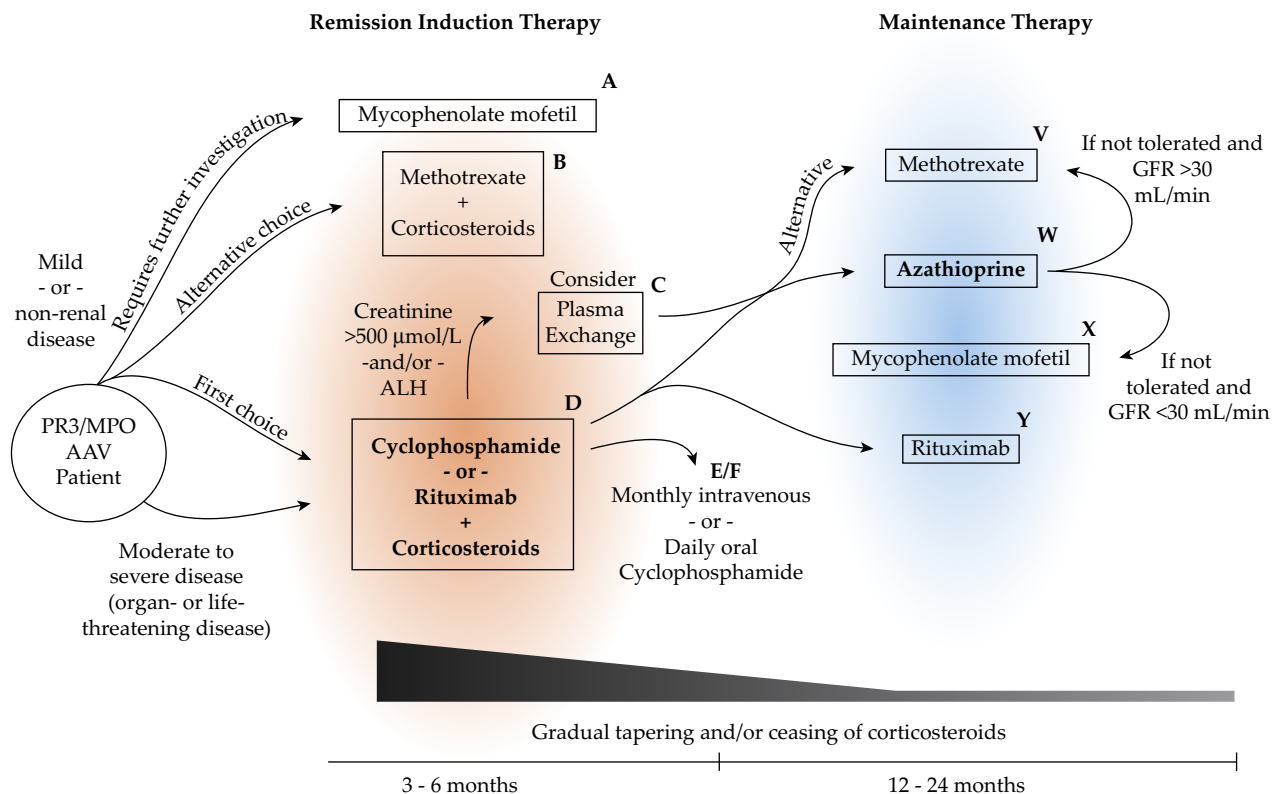 Remission Induction Therapy
Maintenance Therapy
A
Mycophenolate mofetil
Requires further investigation
B
Methotrexate
+
Corticosteroids
Alternative choice
Mild
- or -
non-renal
disease
Consider
C
Plasma
Exchange
Creatinine
>500 μmol/L
-and/or -
ALH
First choice
PR3/MPO
AAV
Patient
D
Cyclophosphamide
- or -
Rituximab
+
Corticosteroids
Moderate to
severe disease
(organ- or life-
threatening disease)
E/F
Monthly intravenous
- or -
Daily oral
Cyclophosphamide
Alternative
V
Methotrexate
If not tolerated and
GFR >30
mL/min
W
Azathioprine
X
Mycophenolate mofetil
If not
tolerated and
GFR <30 mL/min
Y
Rituximab
Gradual tapering and/or ceasing of corticosteroids
3 - 6 months
12 - 24 months